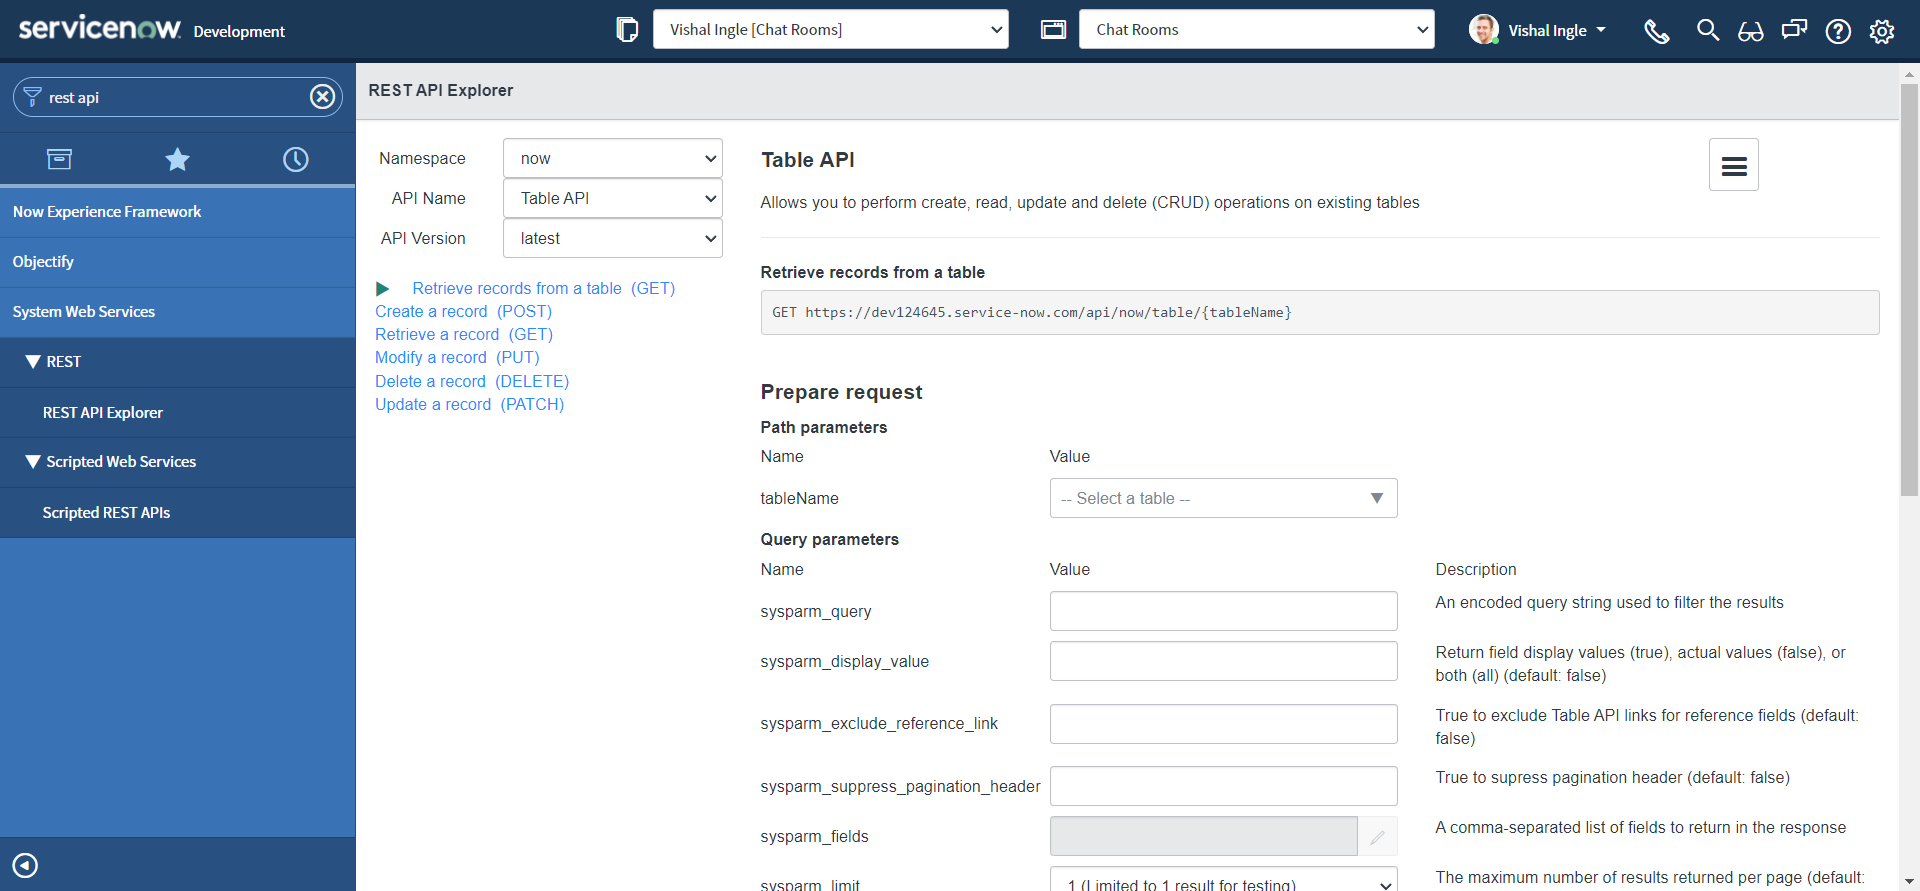 servicenow. Development
Vishal Ingle [Chat Rooms]
Chat Rooms
Vishal Ingle
rest api
Now Experience Framework
Objectify
System Web Services
▼ REST
REST API Explorer
▼ Scripted Web Services
Scripted REST APIs
REST API Explorer
Namespace now
API Name Table API
API Version latest
Retrieve records from a table (GET)
Create a record (POST)
Retrieve a record (GET)
Modify a record (PUT)
Delete a record (DELETE)
Update a record (PATCH)
Table API
Allows you to perform create, read, update and delete (CRUD) operations on existing tables
Retrieve records from a table
GET https://dev124645.service-now.com/api/now/table/{tableName}
Prepare request
Path parameters
Name Value
tableName -- Select a table --
Query parameters
Name Value Description
sysparm_query An encoded query string used to filter the results
sysparm_display_value Return field display values (true), actual values (false), or
both (all) (default: false)
sysparm_exclude_reference_link True to exclude Table API links for reference fields (default:
false)
sysparm_suppress_pagination_header True to supress pagination header (default: false)
sysparm_fields A comma-separated list of fields to return in the response
sysparm_limit 1 (Limited to 1 result for testing) The maximum number of results returned per page (default: